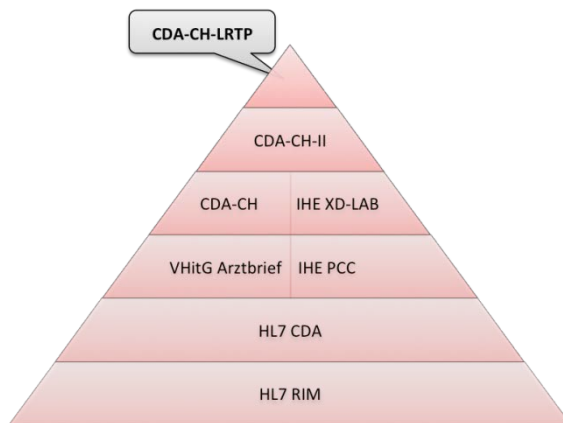 CDA-CH-LRTP
CDA-CH-II
CDA-CH IHE XD-LAB
VHitG Arztbrief IHE PCC
HL7 CDA
HL7 RIM